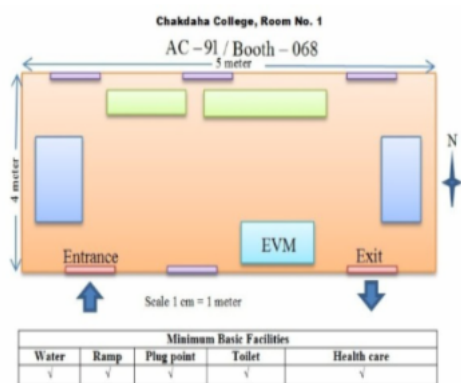 Chakdaha College, Room No. 1
AC – 91 / Booth – 068
5 meter
4 meter
N
EVM
Entrance
Exit
Scale 1 cm = 1 meter
Minimum Basic Facilities
Water Ramp Plug point Toilet Health care
√ √ √ √ √